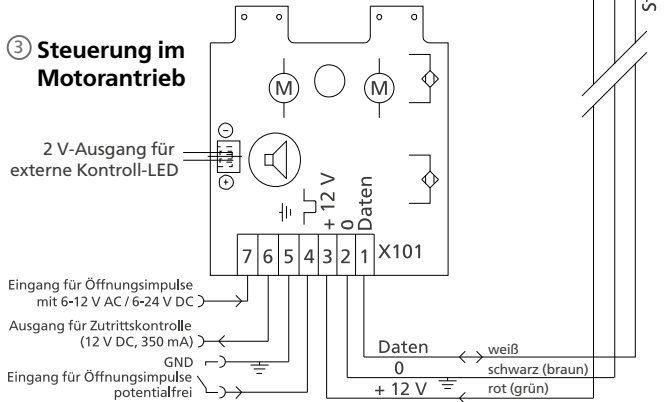 ③ Steuerung im
Motorantrieb
M M
2 V-Ausgang für
externe Kontroll-LED
+ 12 V
0
Daten
7 6 5 4 3 2 1 X101
Eingang für Öffnungsimpulse
mit 6-12 V AC / 6-24 V DC
Ausgang für Zutrittskontrolle
(12 V DC, 350 mA)
GND
Eingang für Öffnungsimpulse
potentialfrei
Daten weiß
0 schwarz (braun)
+ 12 V rot (grün)